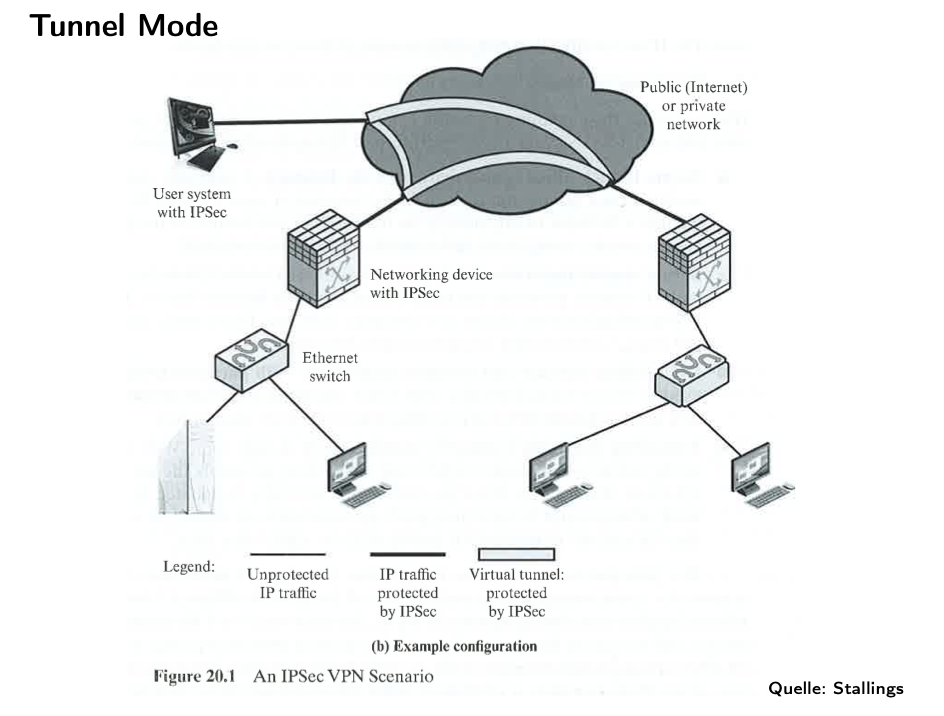 Tunnel Mode
Public (Internet)
or private
network
User system
with IPSec
Networking device
with IPSec
Ethernet
switch
Legend:
Unprotected
IP traffic
IP traffic
protected
by IPSec
Virtual tunnel:
protected
by IPSec
(b) Example configuration
Figure 20.1 An IPSec VPN Scenario
Quelle: Stallings